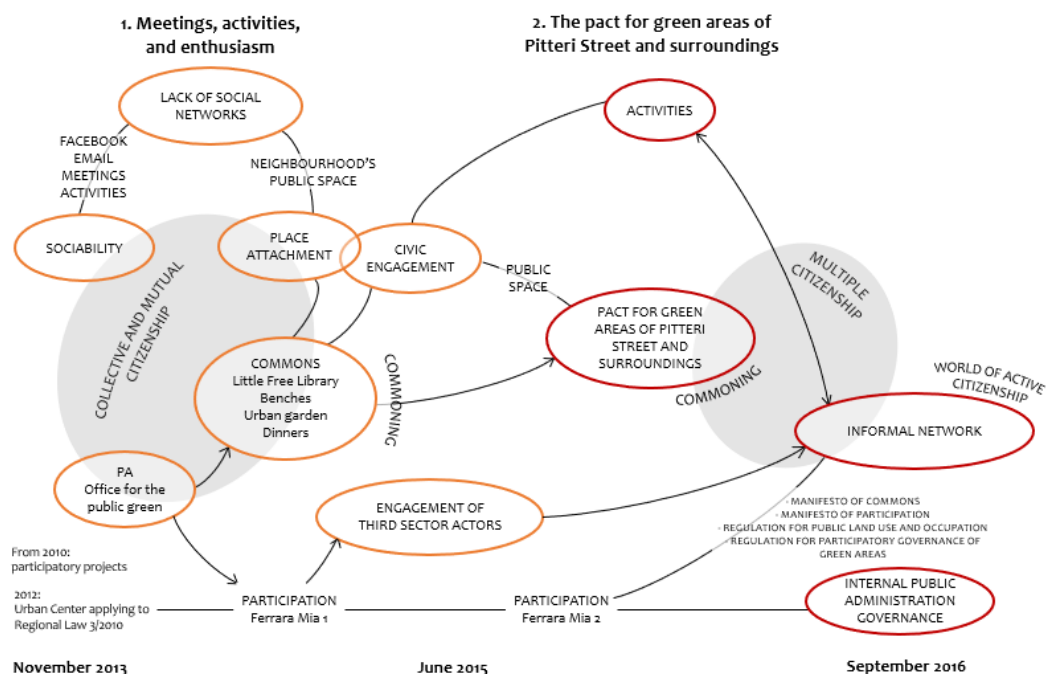 1. Meetings, activities,
and enthusiasm
2. The pact for green areas of
Pitteri Street and surroundings
LACK OF SOCIAL
NETWORKS
ACTIVITIES
FACEBOOK
EMAIL
MEETINGS
ACTIVITIES
NEIGHBOURHOOD'S
PUBLIC SPACE
SOCIABILITY
PLACE
ATTACHMENT
CIVIC
ENGAGEMENT
PUBLIC
SPACE
MULTIPLE
CITIZENSHIP
COLLECTIVE AND MUTUAL
CITIZENSHIP
PACT FOR GREEN
AREAS OF PITTERI
STREET AND
SURROUNDINGS
COMMONS
Little Free Library
Benches
Urban garden
Dinners
COMMONING
COMMONING
WORLD OF ACTIVE
CITIZENSHIP
INFORMAL NETWORK
PA
Office for the
public green
ENGAGEMENT OF
THIRD SECTOR ACTORS
- MANIFESTO OF COMMONS
- MANIFESTO OF PARTICIPATION
- REGULATION FOR PUBLIC LAND USE AND OCCUPATION
- REGULATION FOR PARTICIPATORY GOVERNANCE OF
GREEN AREAS
From 2010:
participatory projects
2012:
Urban Center applying to
Regional Law 3/2010
PARTICIPATION
Ferrara Mia 1
PARTICIPATION
Ferrara Mia 2
INTERNAL PUBLIC
ADMINISTRATION
GOVERNANCE
November 2013
June 2015
September 2016